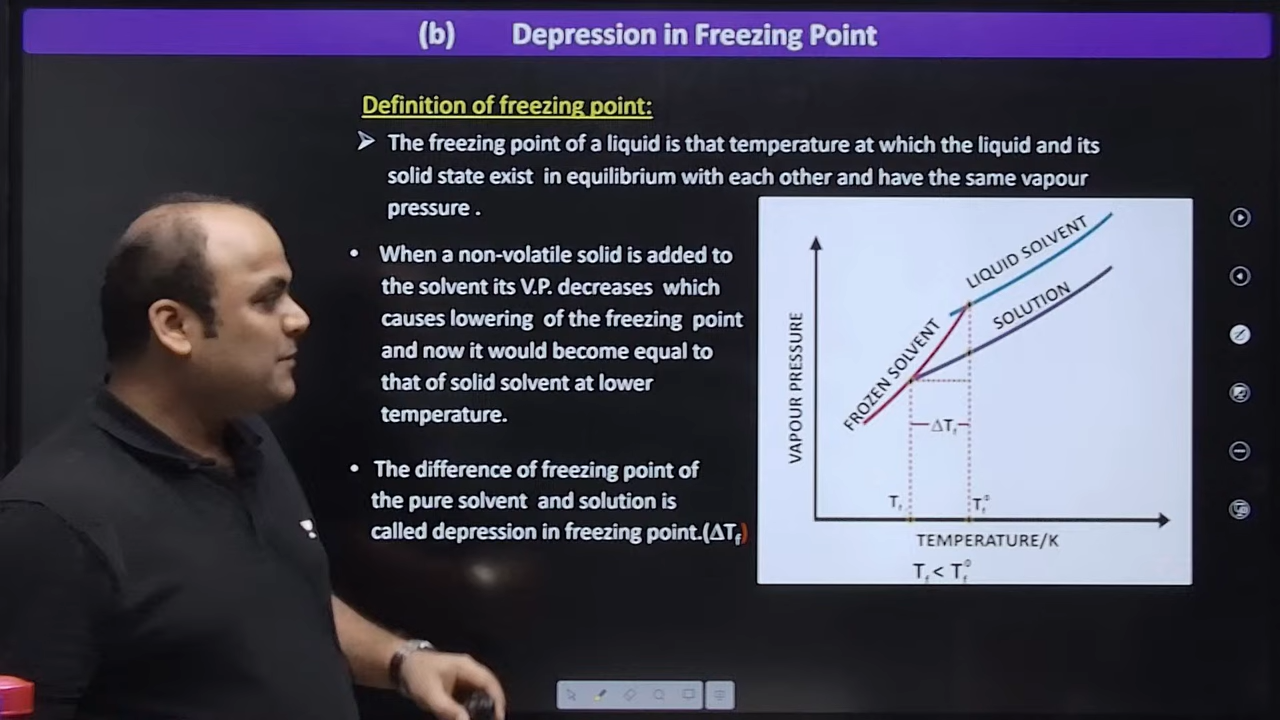 (b) Depression in Freezing Point
Definition of freezing point:
➢ The freezing point of a liquid is that temperature at which the liquid and its
solid state exist in equilibrium with each other and have the same vapour
pressure .
• When a non-volatile solid is added to
the solvent its V.P. decreases which
causes lowering of the freezing point
and now it would become equal to
that of solid solvent at lower
temperature.
• The difference of freezing point of
the pure solvent and solution is
called depression in freezing point.(ΔTf)
VAPOUR PRESSURE
LIQUID SOLVENT
SOLUTION
FROZEN SOLVENT
ΔTf
Tf
Tf°
TEMPERATURE/K
Tf < Tf°